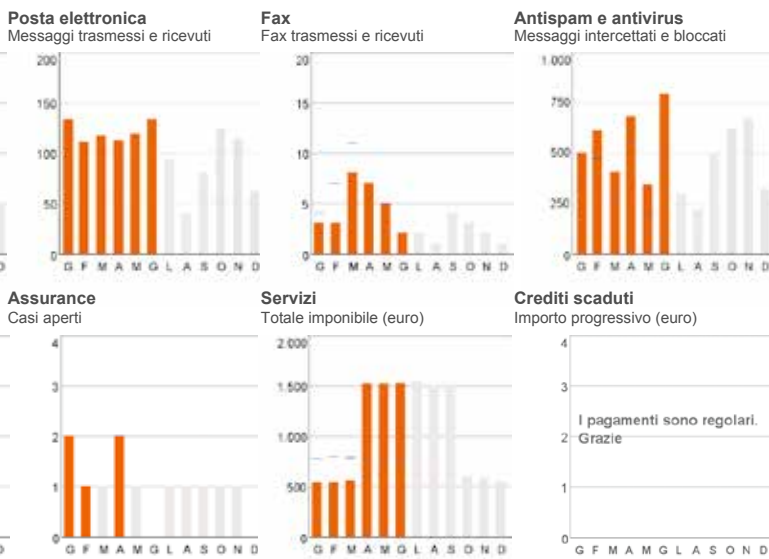 Posta elettronica
Messaggi trasmessi e ricevuti
200
150
100
50
0
G F M A M G L A S O N D
Fax
Fax trasmessi e ricevuti
20
15
10
5
0
G F M A M G L A S O N D
Antispam e antivirus
Messaggi intercettati e bloccati
1.000
750
500
250
0
G F M A M G L A S O N D
D
Assurance
Casi aperti
4
3
2
1
0
G F M A M G L A S O N D
Servizi
Totale imponibile (euro)
2.000
1.500
1.000
500
0
G F M A M G L A S O N D
Crediti scaduti
Importo progressivo (euro)
4
3
2
1
0
I pagamenti sono regolari.
Grazie
G F M A M G L A S O N D
D